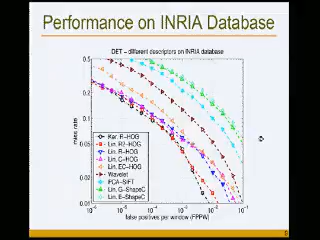 Performance on INRIA Database
DET – different descriptors on INRIA database
0.5
0.2
0.1
0.05
0.02
0.01
miss rate
Ker. R–HOG
Lin. R2–HOG
Lin. R–HOG
Lin. C–HOG
Lin. EC–HOG
Wavelet
PCA–SIFT
Lin. G–ShapeC
Lin. E–ShapeC
false positives per window (FPPW)